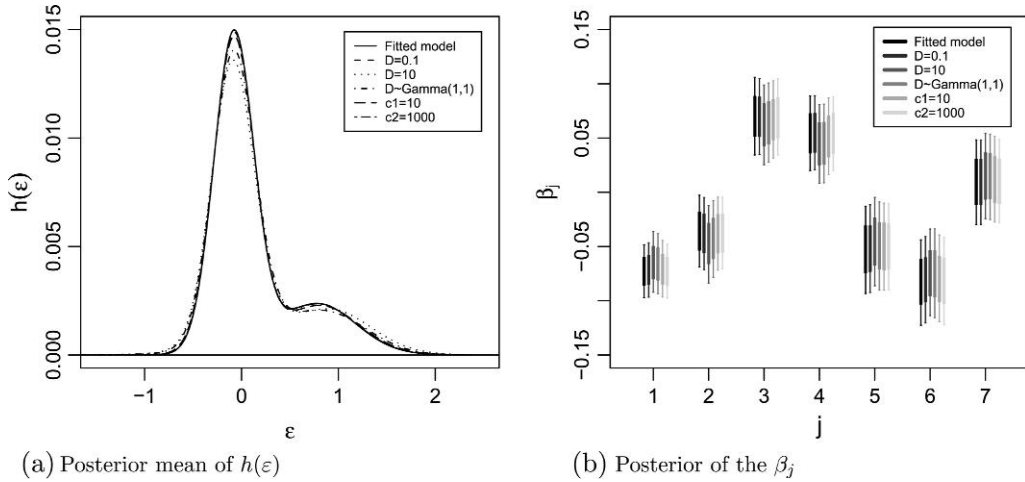 0.015
0.010
0.005
0.000
h(ε)
Fitted model
D=0.1
D=10
D~Gamma(1,1)
c1=10
c2=1000
−1 0 1 2
ε
(a) Posterior mean of h(ε)
0.15
0.05
−0.05
−0.15
βj
Fitted model
D=0.1
D=10
D~Gamma(1,1)
c1=10
c2=1000
1 2 3 4 5 6 7
j
(b) Posterior of the βj